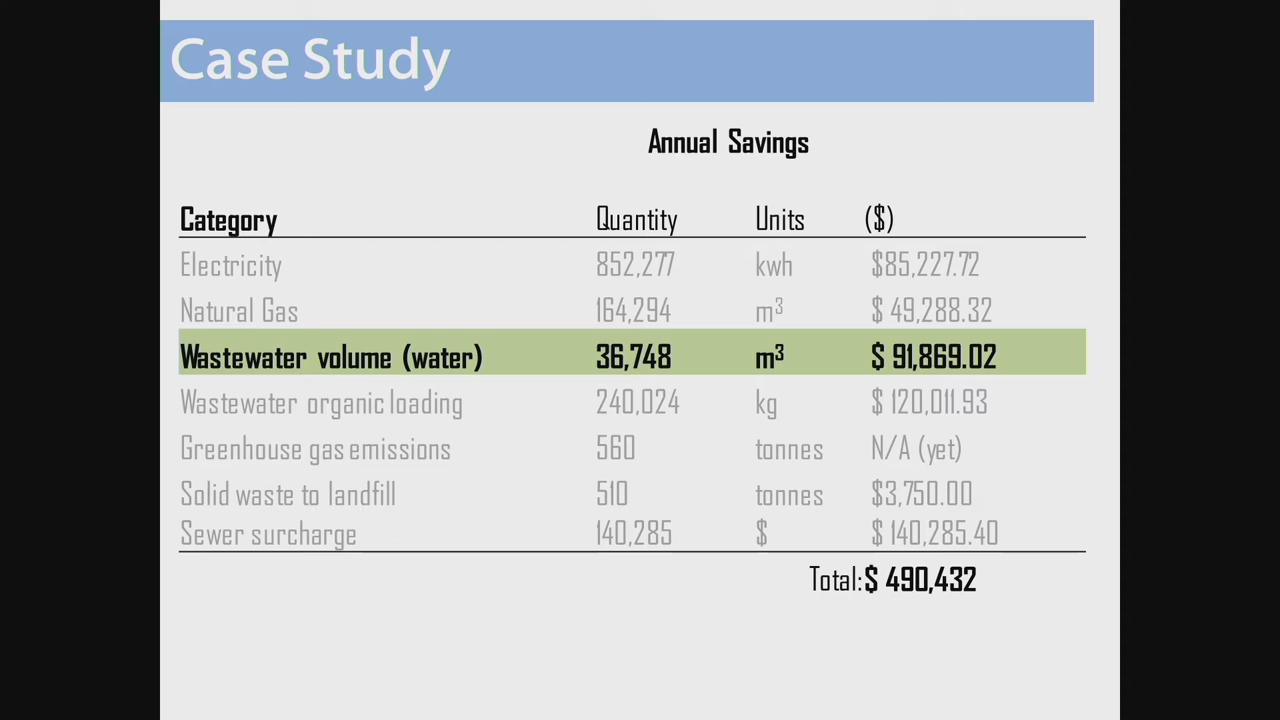 Case Study
Annual Savings
Category Quantity Units ($)
Electricity 852,277 kwh $85,227.72
Natural Gas 164,294 m³ $ 49,288.32
Wastewater volume (water) 36,748 m³ $ 91,869.02
Wastewater organic loading 240,024 kg $ 120,011.93
Greenhouse gas emissions 560 tonnes N/A (yet)
Solid waste to landfill 510 tonnes $3,750.00
Sewer surcharge 140,285 $ $ 140,285.40
Total: $ 490,432